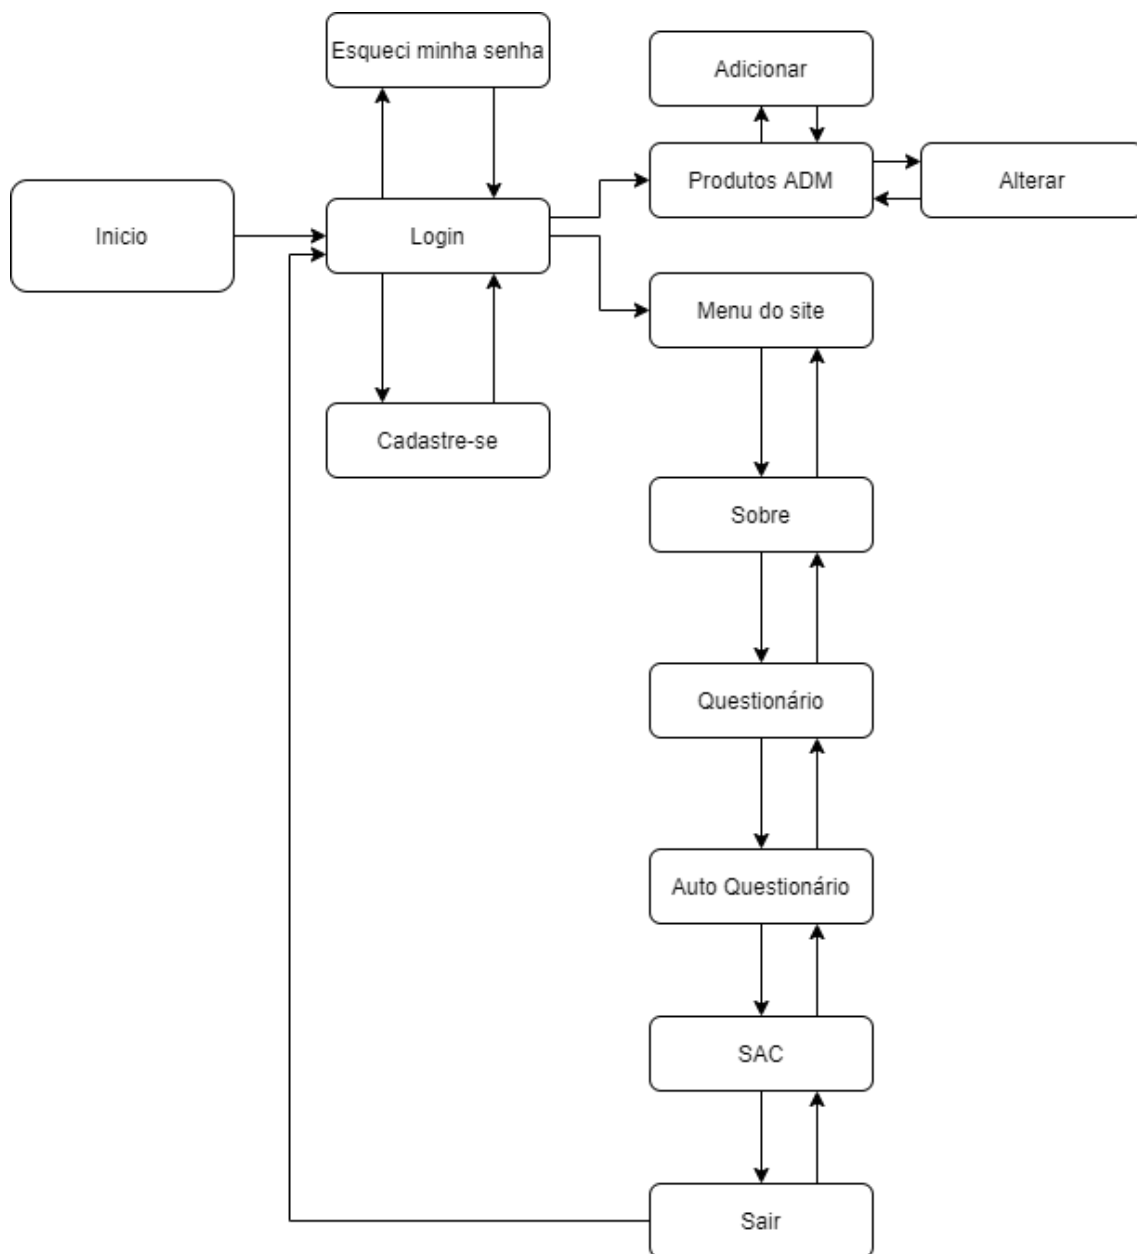 Esqueci minha senha
Adicionar
Produtos ADM
Alterar
Inicio
Login
Menu do site
Cadastre-se
Sobre
Questionário
Auto Questionário
SAC
Sair